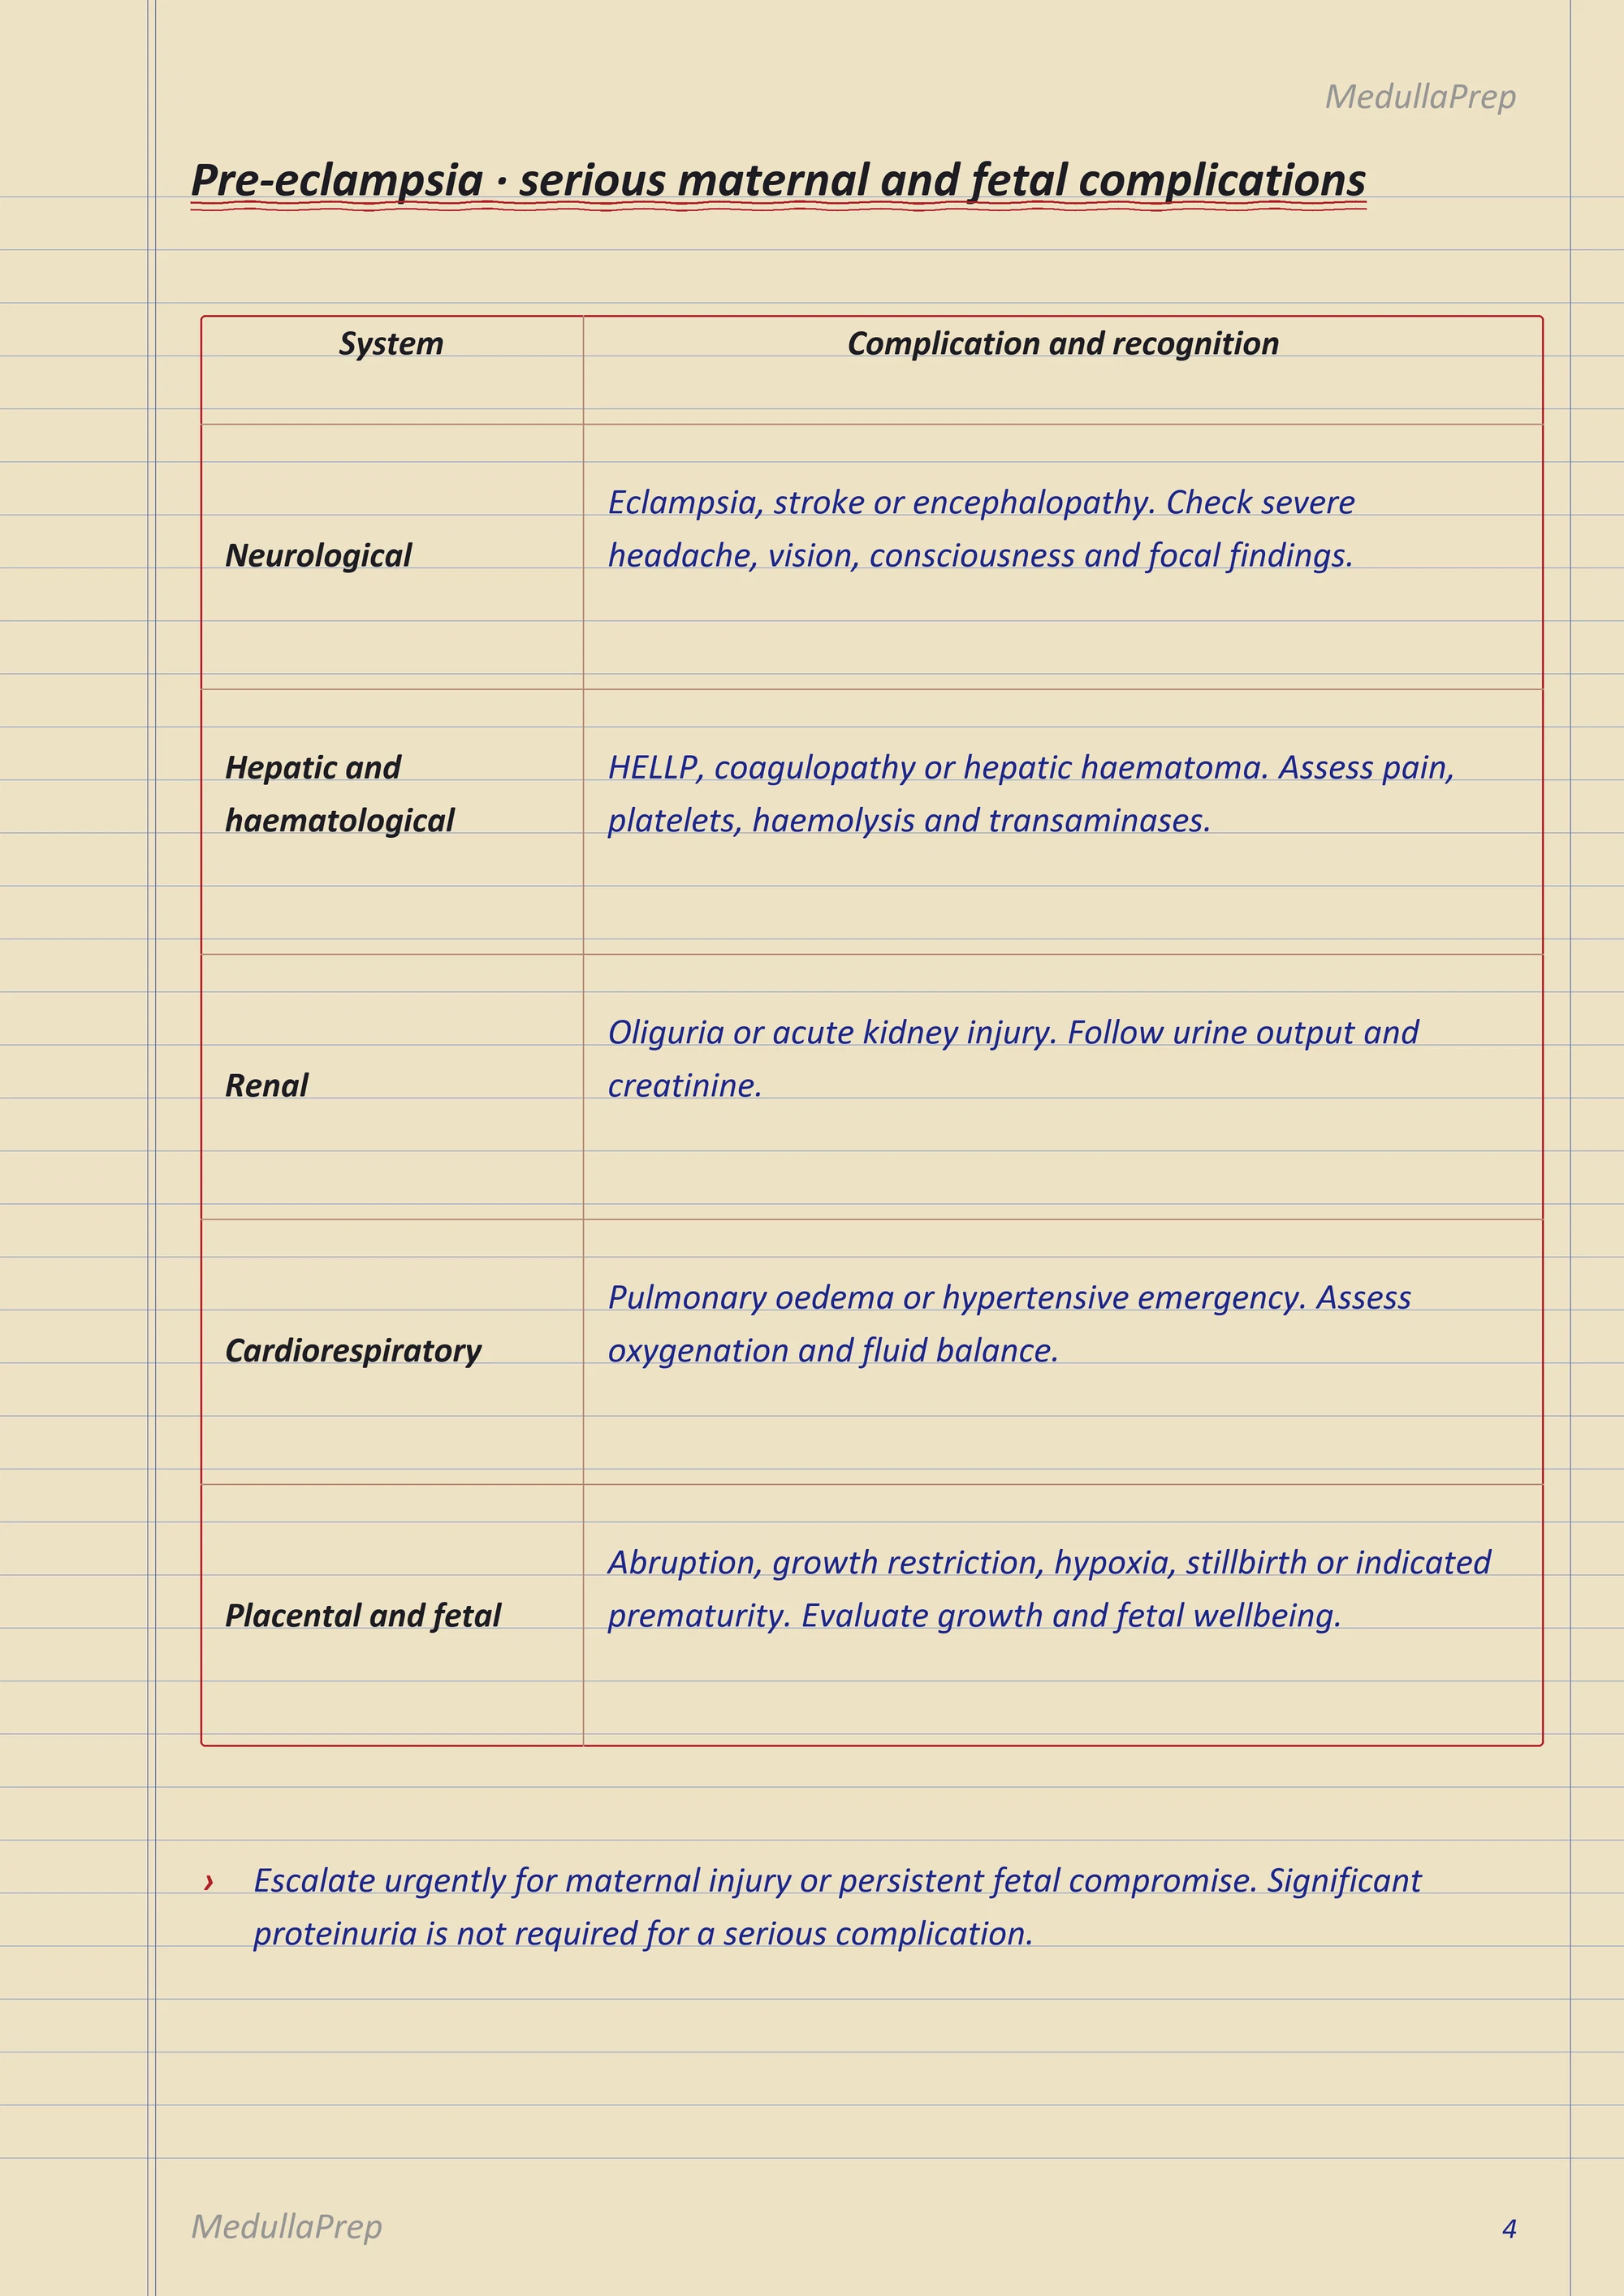 MedullaPrep
Pre-eclampsia · serious maternal and fetal complications
System
Complication and recognition
Neurological
Eclampsia, stroke or encephalopathy. Check severe
headache, vision, consciousness and focal findings.
Hepatic and
haematological
HELLP, coagulopathy or hepatic haematoma. Assess pain,
platelets, haemolysis and transaminases.
Renal
Oliguria or acute kidney injury. Follow urine output and
creatinine.
Cardiorespiratory
Pulmonary oedema or hypertensive emergency. Assess
oxygenation and fluid balance.
Placental and fetal
Abruption, growth restriction, hypoxia, stillbirth or indicated
prematurity. Evaluate growth and fetal wellbeing.
› Escalate urgently for maternal injury or persistent fetal compromise. Significant
proteinuria is not required for a serious complication.
MedullaPrep
4